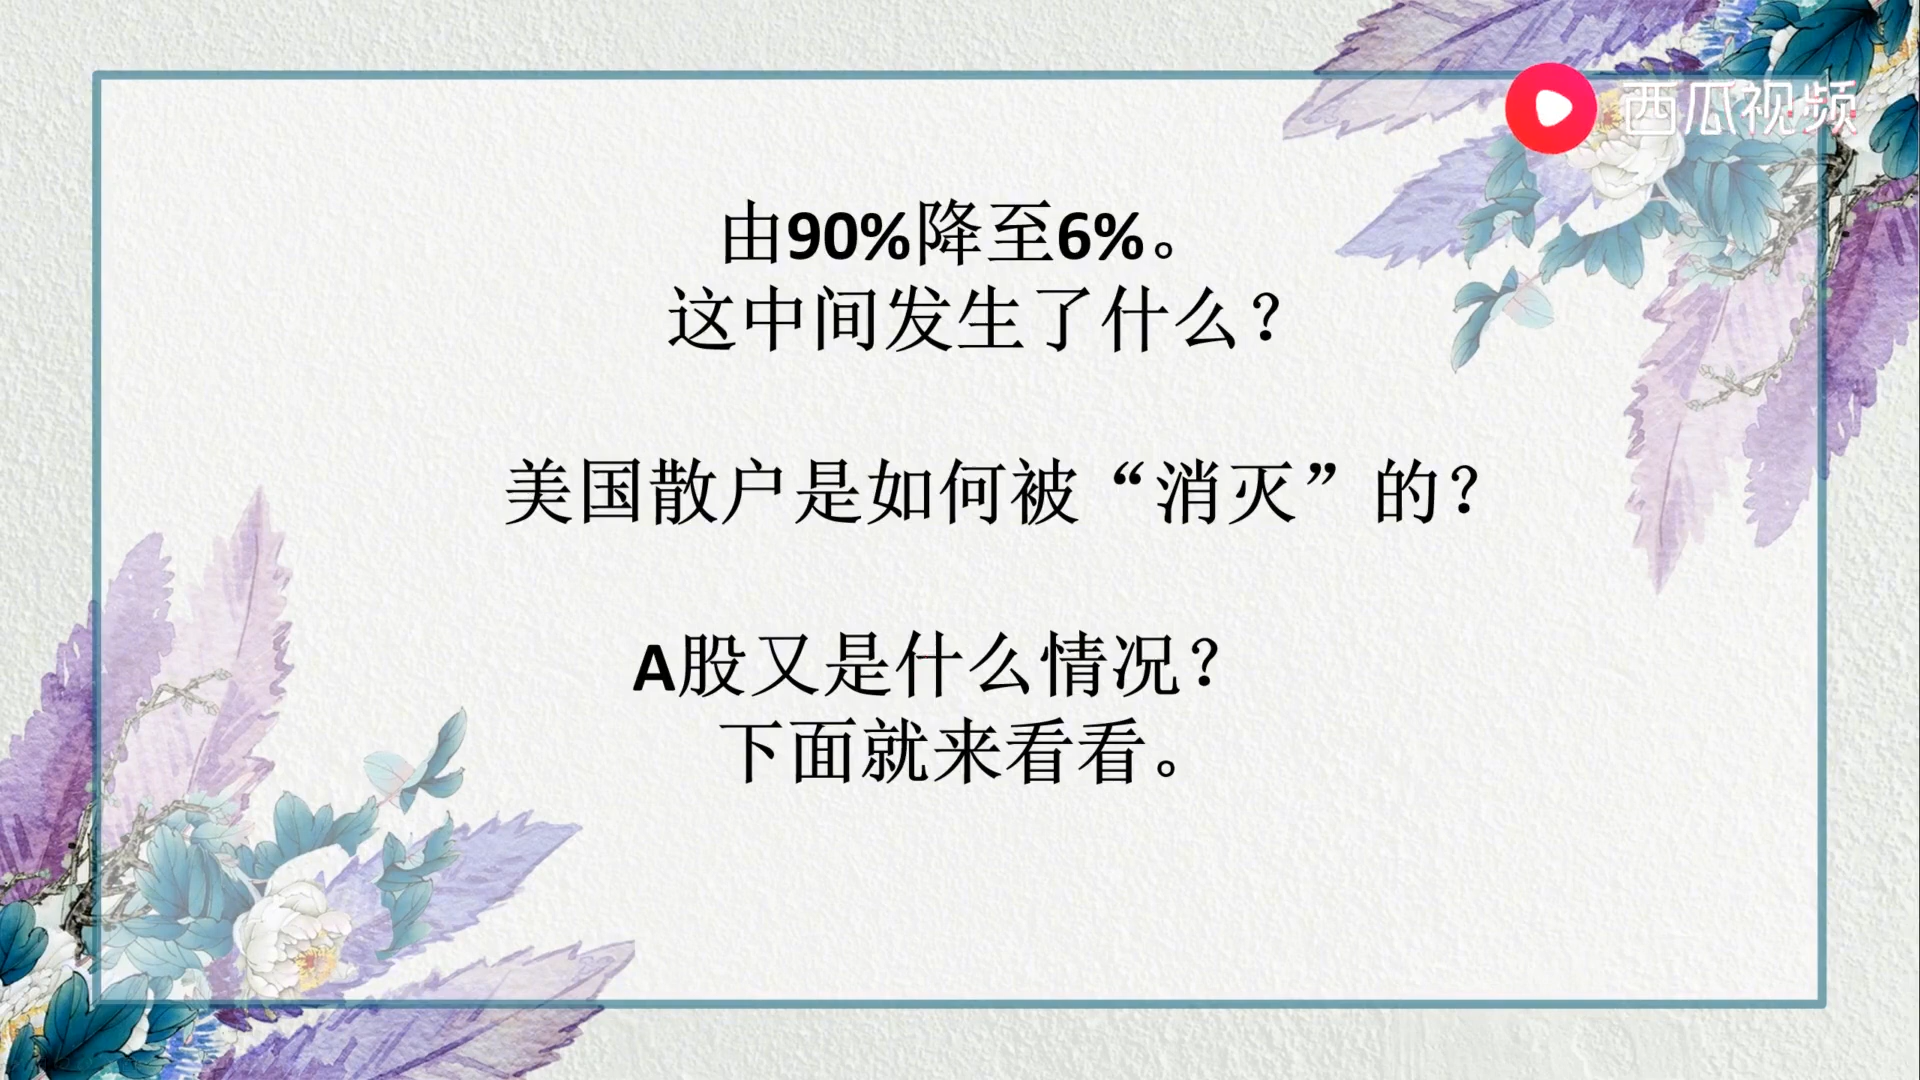 西瓜视频
由90%降至6%。
这中间发生了什么？
美国散户是如何被“消灭”的？
A股又是什么情况？
下面就来看看。